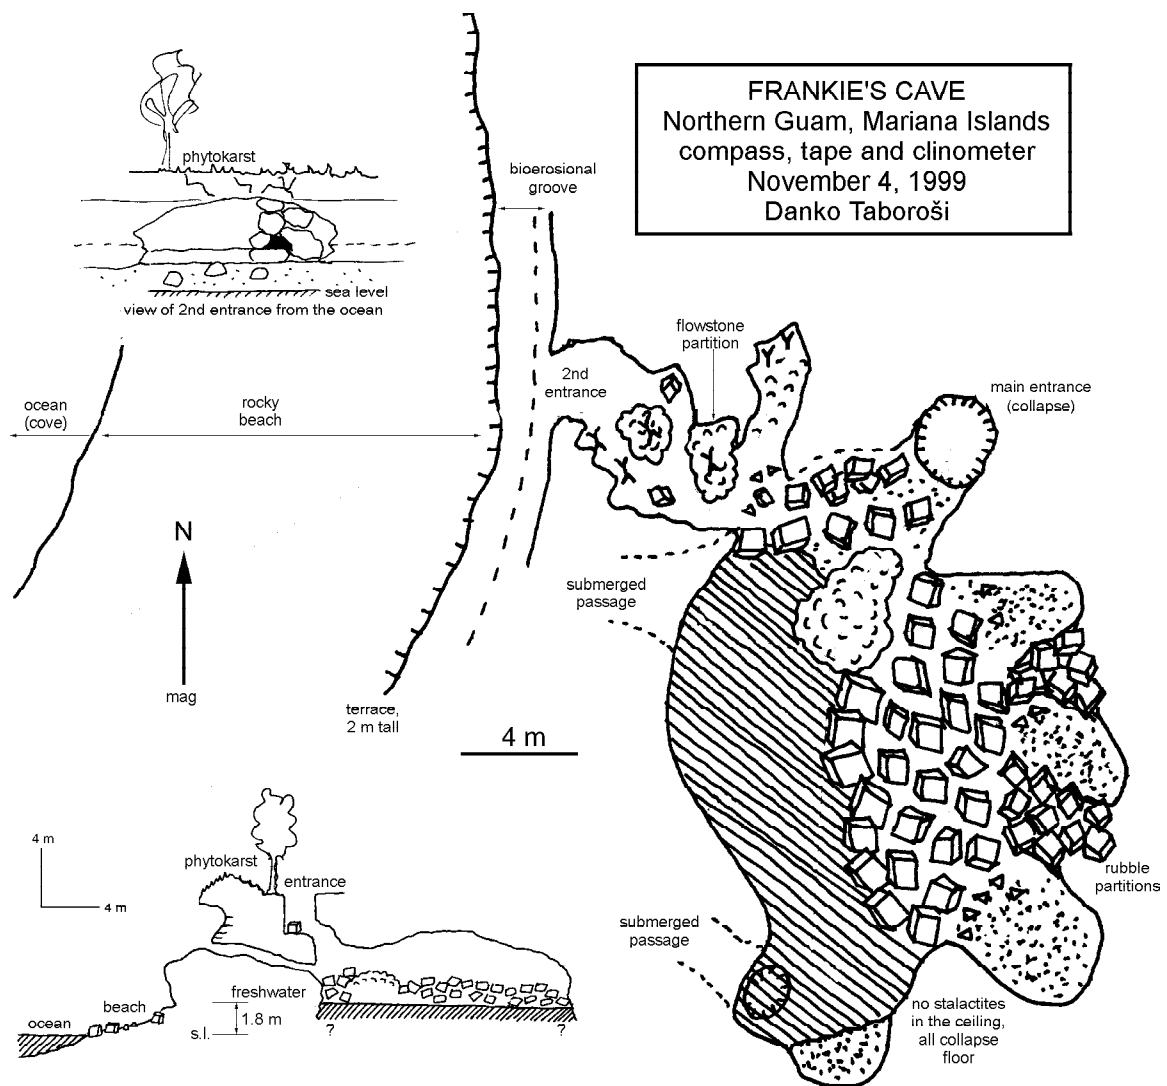 FRANKIE'S CAVE
Northern Guam, Mariana Islands
compass, tape and clinometer
November 4, 1999
Danko Taboroši
phytokarst
sea level
view of 2nd entrance from the ocean
bioerosional
groove
flowstone
partition
2nd
entrance
main entrance
(collapse)
ocean
(cove)
rocky
beach
N
mag
submerged
passage
terrace,
2 m tall
4 m
rubble
partitions
submerged
passage
no stalactites
in the ceiling,
all collapse
floor
4 m
4 m
phytokarst
entrance
freshwater
beach
ocean
1.8 m
s.l.
?
?